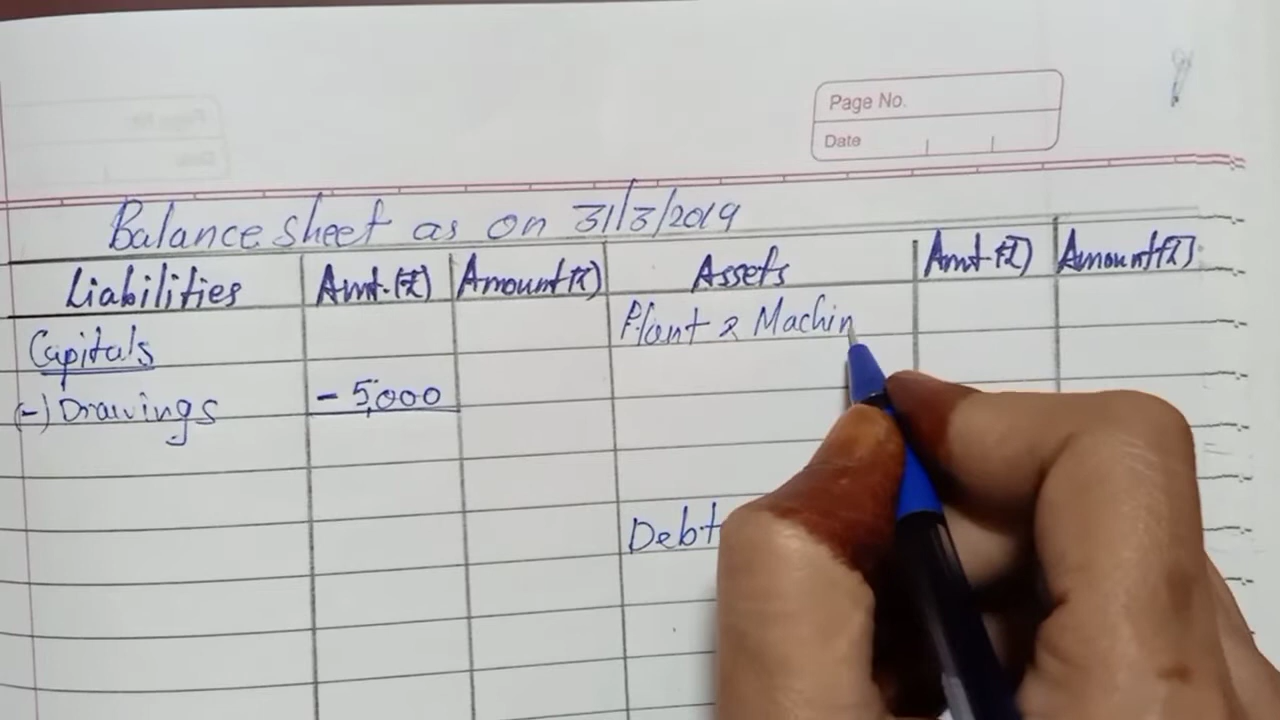 Page No.
Date
Balance sheet as on 31/3/2019
Liabilities Amt.(₹) Amount(₹) Assets Amt.(₹) Amount(₹)
Capitals Plant & Machin
(-) Drawings - 5,000
Debt